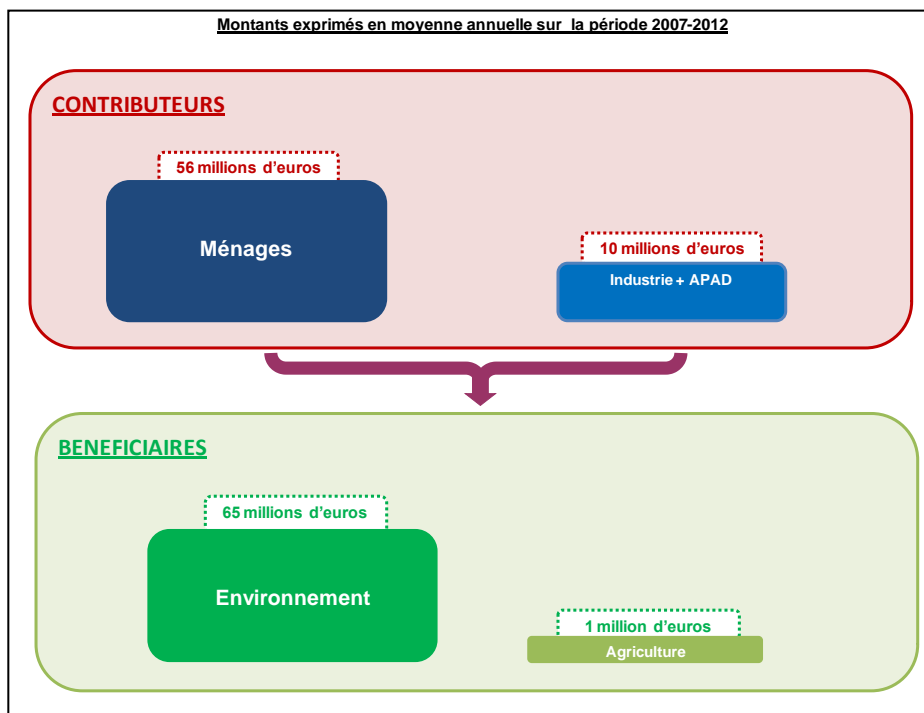 Montants exprimés en moyenne annuelle sur la période 2007-2012
CONTRIBUTEURS
56 millions d'euros
Ménages
10 millions d'euros
Industrie + APAD
BENEFICIAIRES
65 millions d'euros
Environnement
1 million d'euros
Agriculture